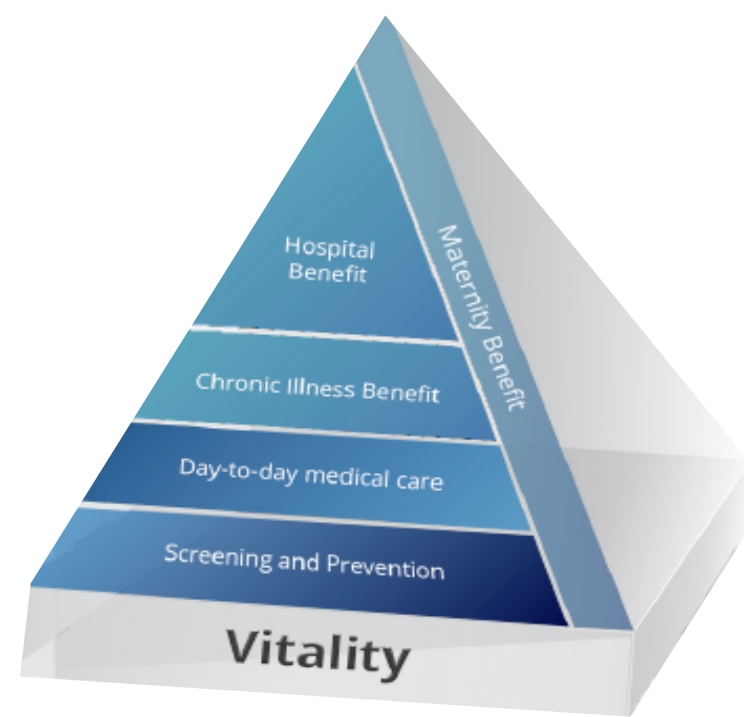 Hospital
Benefit
Maternity Benefit
Chronic Illness Benefit
Day-to-day medical care
Screening and Prevention
Vitality